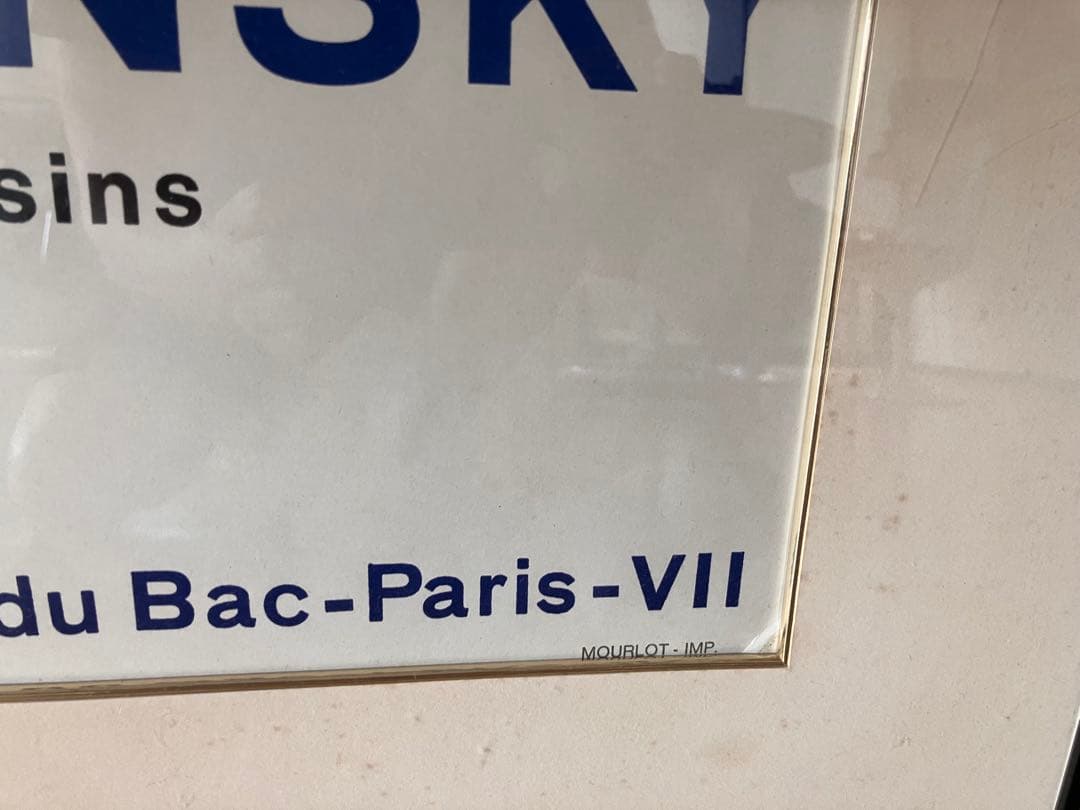 NSKY
sins
du Bac-Paris-VII
MOURLOT - IMP.